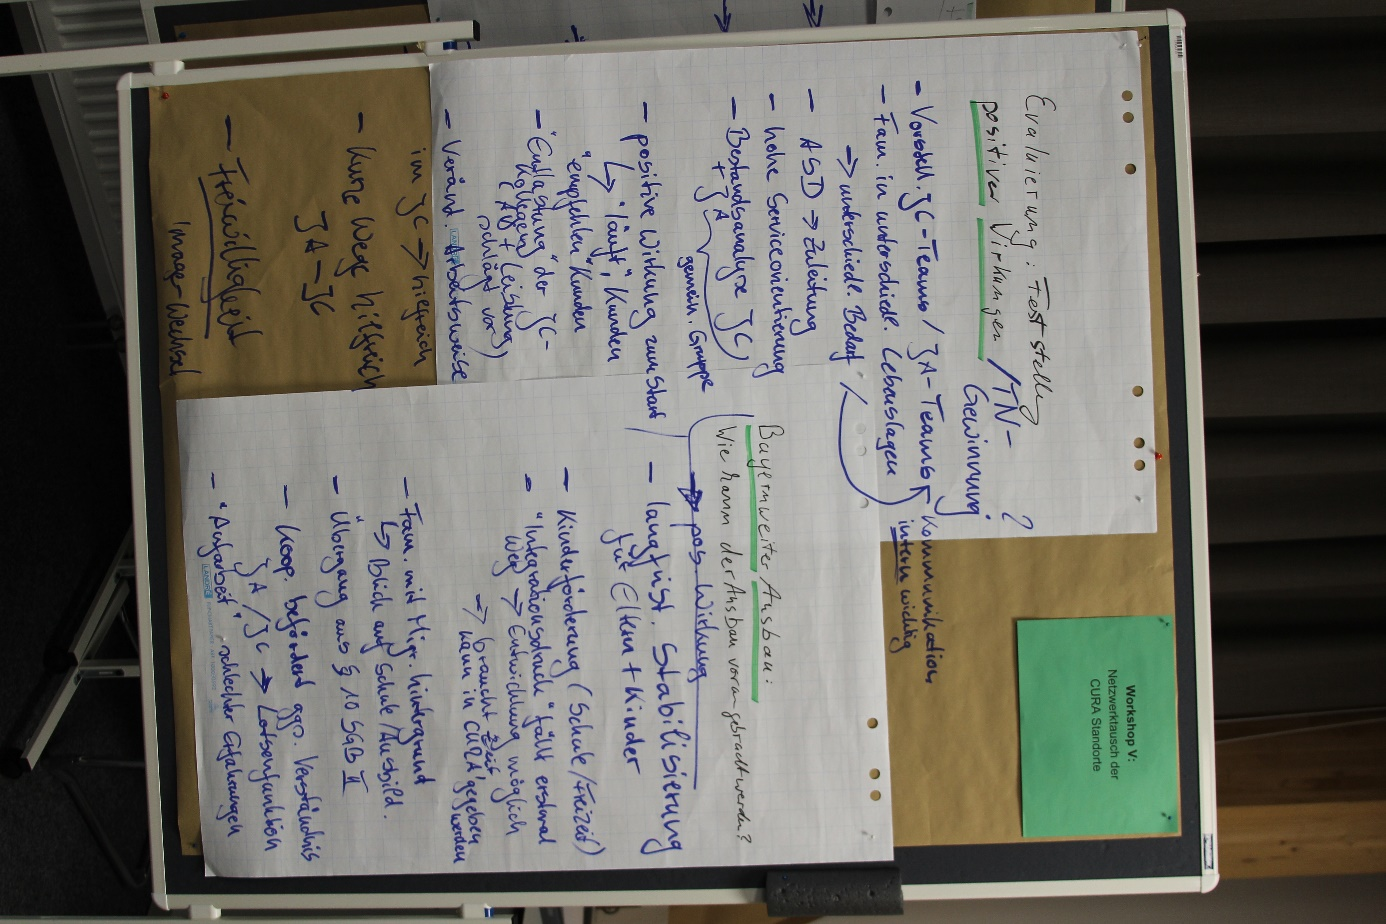 Workshop V:
Netzwerktausch der
CURA Standorte
Evaluierung: Feststellg
positiver Wirkungen / TN-
Gewinnung?
- Vorstell. JC-Teams / JA-Teams
Kommunikation
intern wichtig
- Fam. in unterschiedl. Lebenslagen
→ unterschiedl. Bedarf
- ASD → Zuleitung
- hohe Serviceorientierung
- Bestandsanalyse JC
+ JA
gemein. Gruppe
- positive Wirkung zum Start
↳ "läuft", Kunden
"empfehlen" Kunden
- "Entlastung" der JC-
Kollegen
(AG + Leistung)
schlägt vor)
- Veränd. Arbeitsweise
im JC → hilfreich
- Kurze Wege hilfreich
JA - JC
- Freiwilligkeit
Image-Wechsel
Bayernweiter Ausbau:
Wie kann der Ausbau vorangebracht werden?
→ pos. Wirkung
- langfrist. Stabilisierung
für Eltern + Kinder
- Kinderförderung (Schule/Freizeit)
- "Integrationsdruck" fällt erstmal
weg → Entwicklung möglich
→ braucht Zeit,
kann in CURA gegeben
werden
- Fam. mit Migr. hintergrund
↳ Blick auf Schule/Ausbild.
- Übergang aus § 10 SGB II
- Koop. befördert ggs. Verständnis
JA/JC → Lotsenfunktion
- "Aufarbeit." schlechter Erfahrungen